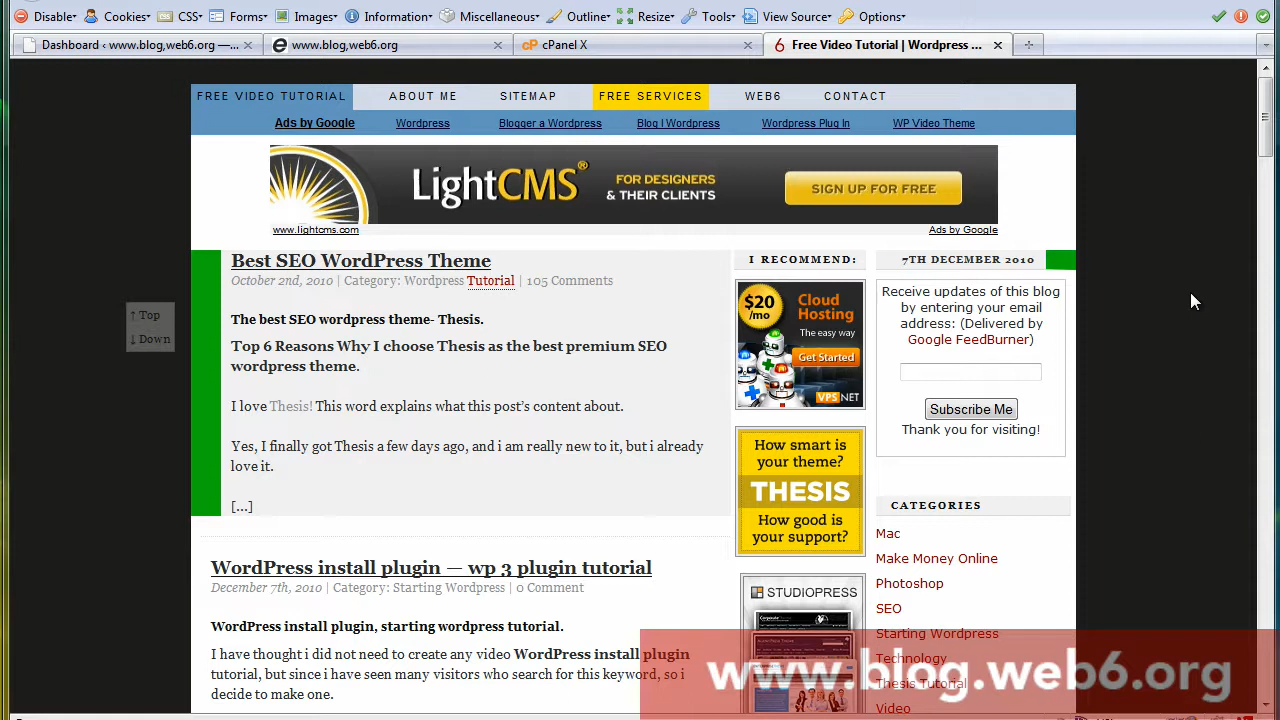 Disable Cookies CSS Forms Images Information Miscellaneous Outline Resize Tools View Source Options
Dashboard ‹ www.blog,web6.org —... www.blog,web6.org cPanel X Free Video Tutorial | Wordpress ...
FREE VIDEO TUTORIAL ABOUT ME SITEMAP FREE SERVICES WEB6 CONTACT
Ads by Google Wordpress Blogger a Wordpress Blog I Wordpress Wordpress Plug In WP Video Theme
LightCMS® FOR DESIGNERS & THEIR CLIENTS SIGN UP FOR FREE
www.lightcms.com Ads by Google
Best SEO WordPress Theme
October 2nd, 2010 | Category: Wordpress Tutorial | 105 Comments
The best SEO wordpress theme- Thesis.
Top 6 Reasons Why I choose Thesis as the best premium SEO
wordpress theme.
I love Thesis! This word explains what this post's content about.
Yes, I finally got Thesis a few days ago, and i am really new to it, but i already
love it.
[...]
↑ Top
↓ Down
WordPress install plugin — wp 3 plugin tutorial
December 7th, 2010 | Category: Starting Wordpress | 0 Comment
WordPress install plugin, starting wordpress tutorial.
I have thought i didn't need to create any video WordPress install plugin
tutorial, but since i have seen many visitors who search for this keyword, so i
decide to make one.
I RECOMMEND:
$20
/mo
Cloud
Hosting
The easy way
Get Started
VPS NET
How smart is
your theme?
THESIS
How good is
your support?
STUDIOPRESS
7TH DECEMBER 2010
Receive updates of this blog
by entering your email
address: (Delivered by
Google FeedBurner)
Subscribe Me
Thank you for visiting!
CATEGORIES
Mac
Make Money Online
Photoshop
SEO
Starting Wordpress
Technology
Thesis Tutorial
Video
www.blog.web6.org